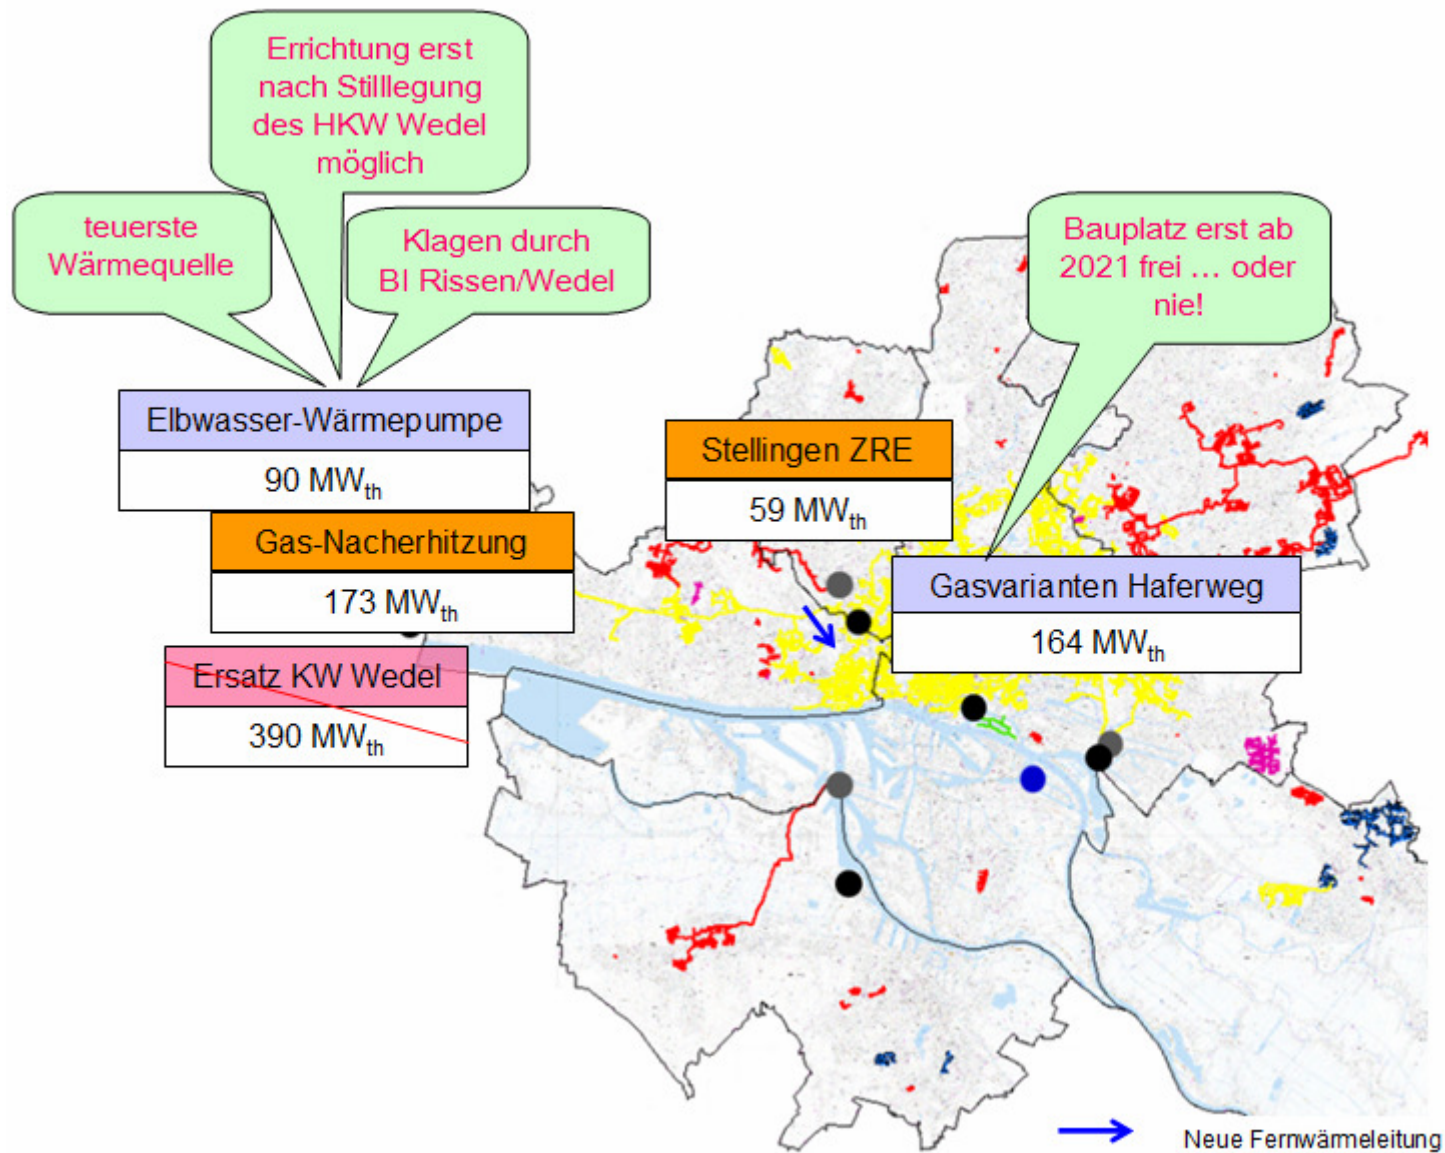 Errichtung erst
nach Stilllegung
des HKW Wedel
möglich
teuerste
Wärmequelle
Klagen durch
BI Rissen/Wedel
Bauplatz erst ab
2021 frei ... oder
nie!
Elbwasser-Wärmepumpe
90 MWth
Gas-Nacherhitzung
173 MWth
Ersatz KW Wedel
390 MWth
Stellingen ZRE
59 MWth
Gasvarianten Haferweg
164 MWth
Neue Fernwärmeleitung